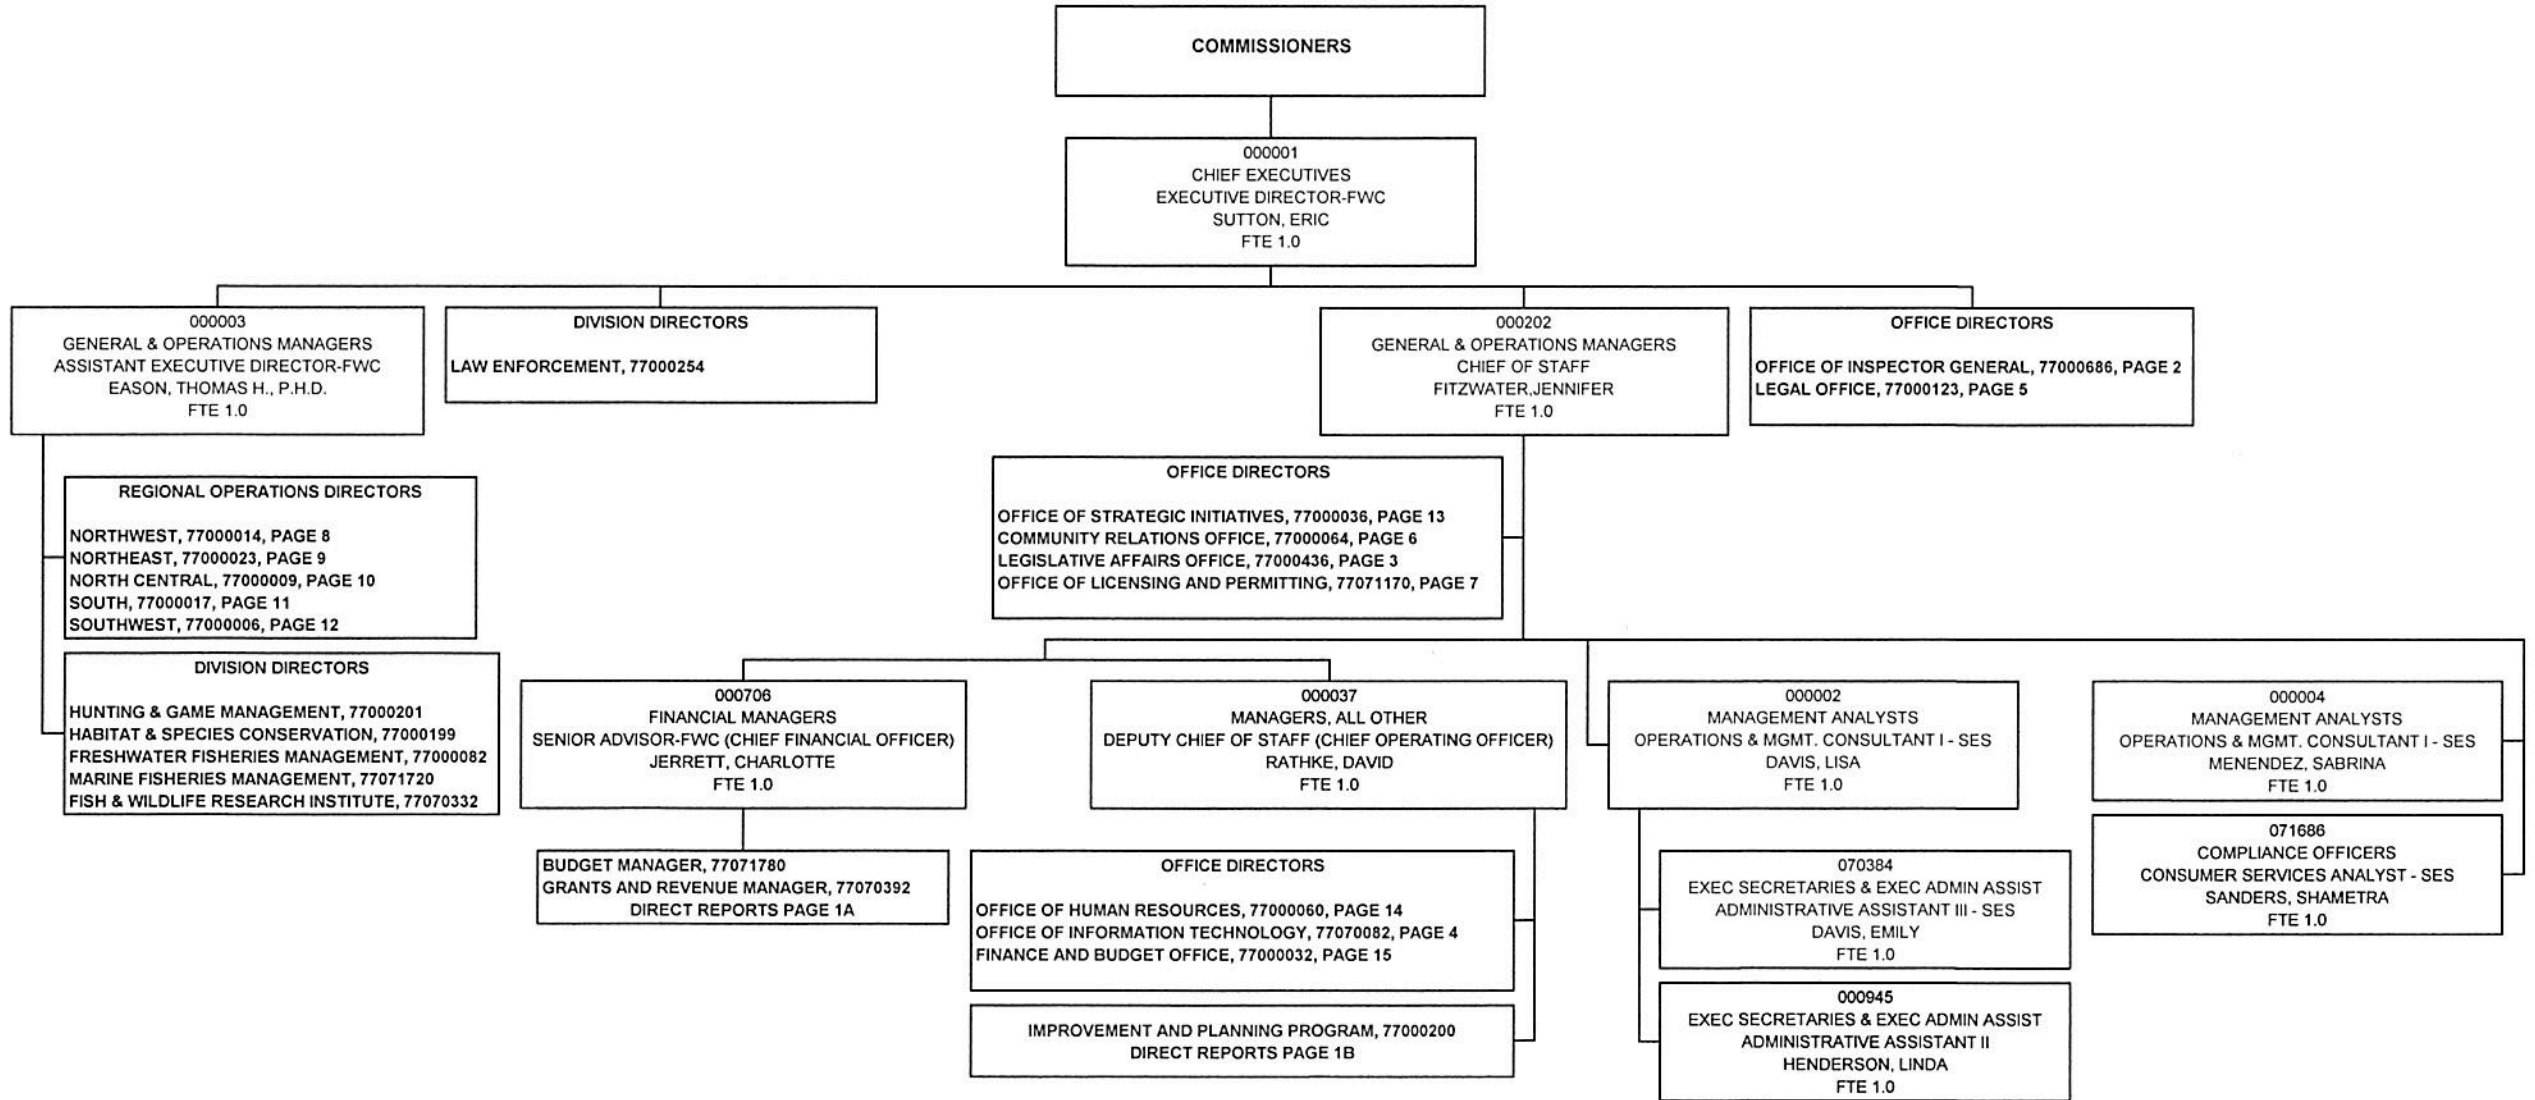 COMMISSIONERS
000001
CHIEF EXECUTIVES
EXECUTIVE DIRECTOR-FWC
SUTTON, ERIC
FTE 1.0
000003
GENERAL & OPERATIONS MANAGERS
ASSISTANT EXECUTIVE DIRECTOR-FWC
EASON, THOMAS H., P.H.D.
FTE 1.0
DIVISION DIRECTORS
LAW ENFORCEMENT, 77000254
000202
GENERAL & OPERATIONS MANAGERS
CHIEF OF STAFF
FITZWATER,JENNIFER
FTE 1.0
OFFICE DIRECTORS
OFFICE OF INSPECTOR GENERAL, 77000686, PAGE 2
LEGAL OFFICE, 77000123, PAGE 5
REGIONAL OPERATIONS DIRECTORS
NORTHWEST, 77000014, PAGE 8
NORTHEAST, 77000023, PAGE 9
NORTH CENTRAL, 77000009, PAGE 10
SOUTH, 77000017, PAGE 11
SOUTHWEST, 77000006, PAGE 12
DIVISION DIRECTORS
HUNTING & GAME MANAGEMENT, 77000201
HABITAT & SPECIES CONSERVATION, 77000199
FRESHWATER FISHERIES MANAGEMENT, 77000082
MARINE FISHERIES MANAGEMENT, 77071720
FISH & WILDLIFE RESEARCH INSTITUTE, 77070332
OFFICE DIRECTORS
OFFICE OF STRATEGIC INITIATIVES, 77000036, PAGE 13
COMMUNITY RELATIONS OFFICE, 77000064, PAGE 6
LEGISLATIVE AFFAIRS OFFICE, 77000436, PAGE 3
OFFICE OF LICENSING AND PERMITTING, 77071170, PAGE 7
000706
FINANCIAL MANAGERS
SENIOR ADVISOR-FWC (CHIEF FINANCIAL OFFICER)
JERRETT, CHARLOTTE
FTE 1.0
BUDGET MANAGER, 77071780
GRANTS AND REVENUE MANAGER, 77070392
DIRECT REPORTS PAGE 1A
000037
MANAGERS, ALL OTHER
DEPUTY CHIEF OF STAFF (CHIEF OPERATING OFFICER)
RATHKE, DAVID
FTE 1.0
OFFICE DIRECTORS
OFFICE OF HUMAN RESOURCES, 77000060, PAGE 14
OFFICE OF INFORMATION TECHNOLOGY, 77070082, PAGE 4
FINANCE AND BUDGET OFFICE, 77000032, PAGE 15
IMPROVEMENT AND PLANNING PROGRAM, 77000200
DIRECT REPORTS PAGE 1B
000002
MANAGEMENT ANALYSTS
OPERATIONS & MGMT. CONSULTANT I - SES
DAVIS, LISA
FTE 1.0
070384
EXEC SECRETARIES & EXEC ADMIN ASSIST
ADMINISTRATIVE ASSISTANT III - SES
DAVIS, EMILY
FTE 1.0
000945
EXEC SECRETARIES & EXEC ADMIN ASSIST
ADMINISTRATIVE ASSISTANT II
HENDERSON, LINDA
FTE 1.0
000004
MANAGEMENT ANALYSTS
OPERATIONS & MGMT. CONSULTANT I - SES
MENENDEZ, SABRINA
FTE 1.0
071686
COMPLIANCE OFFICERS
CONSUMER SERVICES ANALYST - SES
SANDERS, SHAMETRA
FTE 1.0